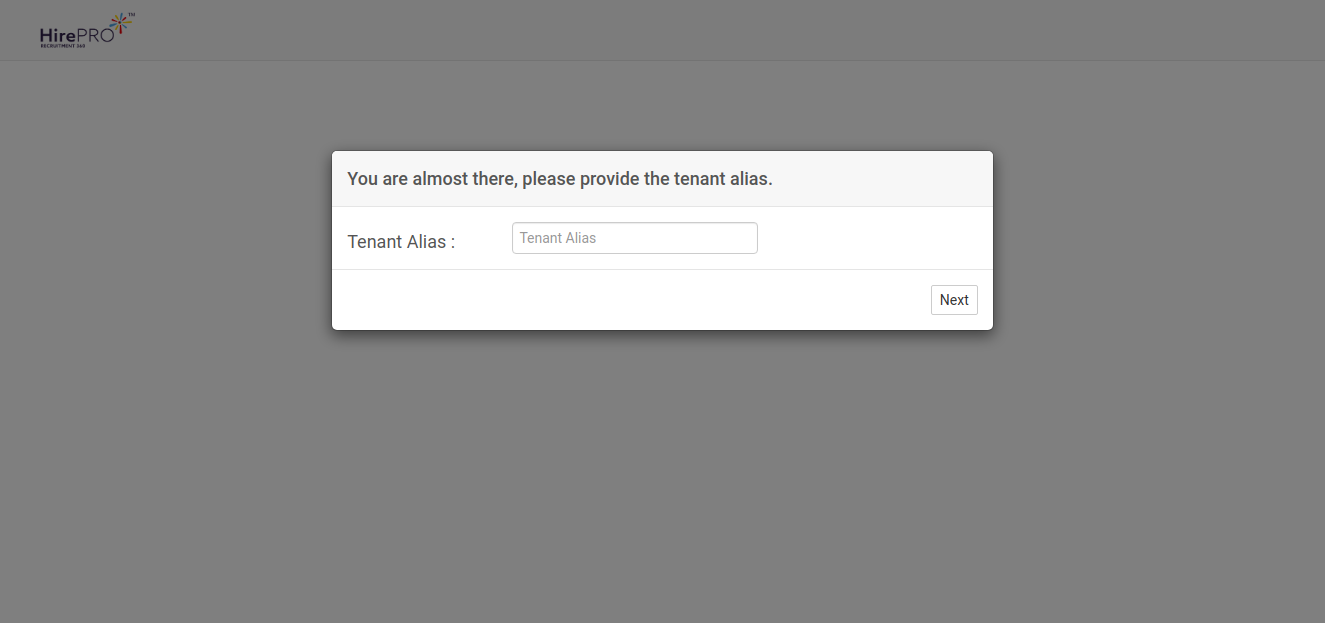 HirePRO™
RECRUITMENT 360
You are almost there, please provide the tenant alias.
Tenant Alias :
Tenant Alias
Next